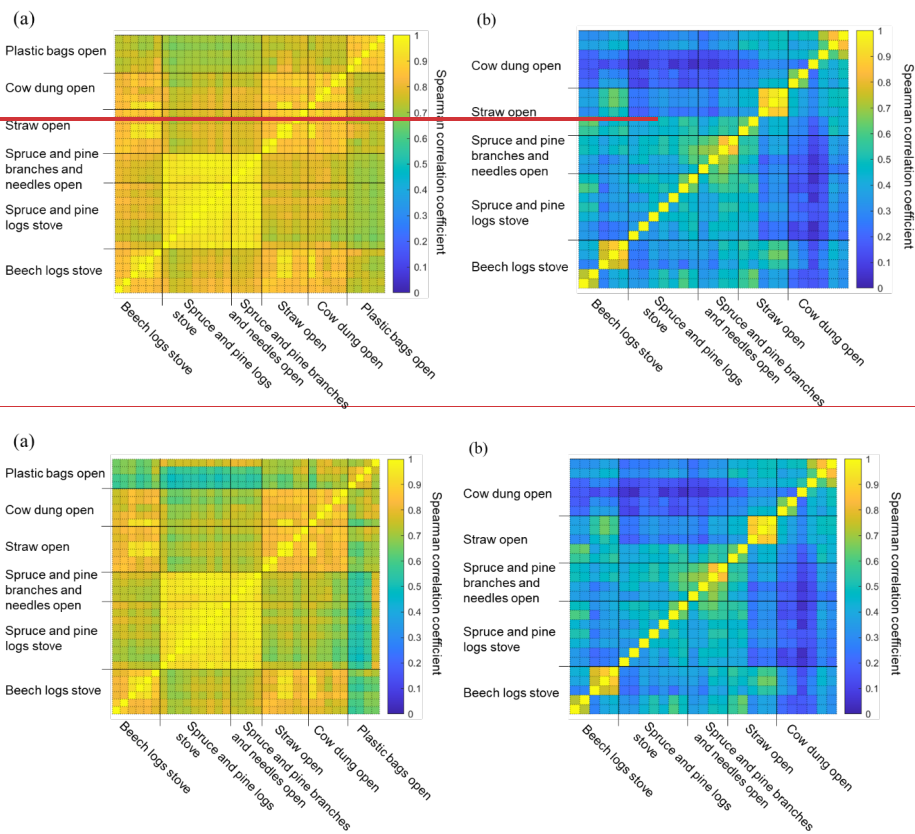 (a)
Plastic bags open
Cow dung open
Straw open
Spruce and pine
branches and
needles open
Spruce and pine
logs stove
Beech logs stove
1
0.9
0.8
0.7
0.6
0.5
0.4
0.3
0.2
0.1
0
Spearman correlation coefficient
Beech logs stove
Spruce and pine logs
stove
Spruce and pine branches
and needles open
Straw open
Cow dung open
Plastic bags open
(b)
Cow dung open
Straw open
Spruce and pine
branches and
needles open
Spruce and pine
logs stove
Beech logs stove
1
0.9
0.8
0.7
0.6
0.5
0.4
0.3
0.2
0.1
0
Spearman correlation coefficient
Beech logs stove
Spruce and pine logs
stove
Spruce and pine branches
and needles open
Straw open
Cow dung open
(a)
Plastic bags open
Cow dung open
Straw open
Spruce and pine
branches and
needles open
Spruce and pine
logs stove
Beech logs stove
1
0.9
0.8
0.7
0.6
0.5
0.4
0.3
0.2
0.1
0
Spearman correlation coefficient
Beech logs stove
Spruce and pine logs
stove
Spruce and pine branches
and needles open
Straw open
Cow dung open
Plastic bags open
(b)
Cow dung open
Straw open
Spruce and pine
branches and
needles open
Spruce and pine
logs stove
Beech logs stove
1
0.9
0.8
0.7
0.6
0.5
0.4
0.3
0.2
0.1
0
Spearman correlation coefficient
Beech logs stove
Spruce and pine logs
stove
Spruce and pine branches
and needles open
Straw open
Cow dung open